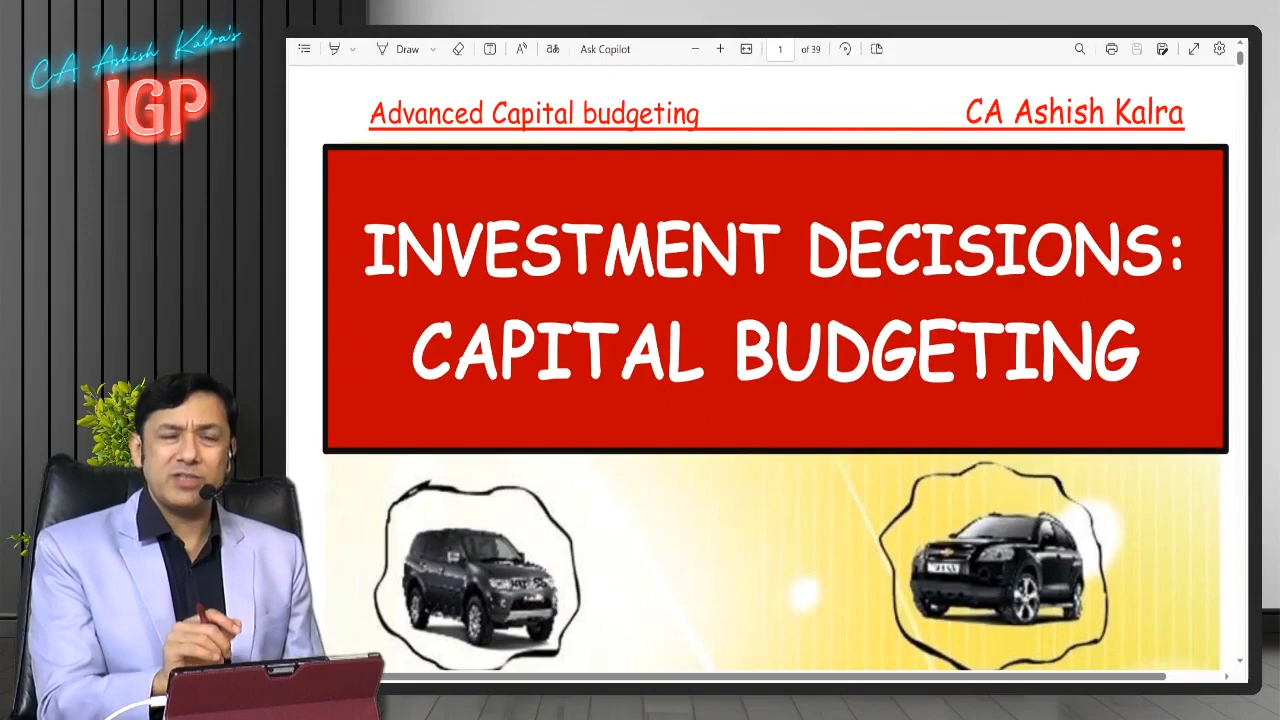 CA Ashish Kalra's
IGP
Draw
Ask Copilot
1
of 39
Advanced Capital budgeting
CA Ashish Kalra
INVESTMENT DECISIONS:
CAPITAL BUDGETING